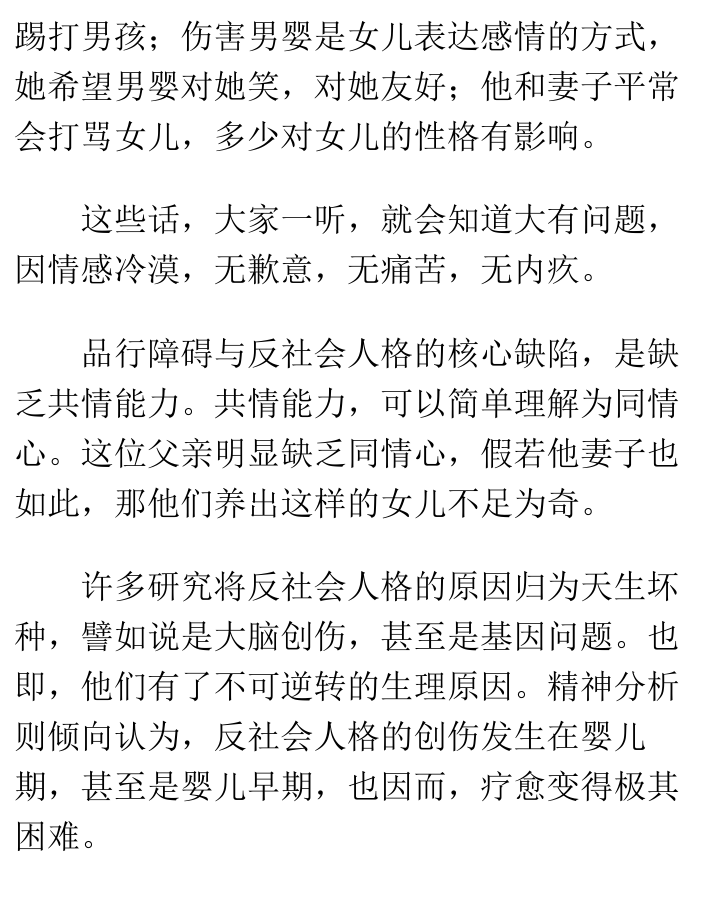 踢打男孩；伤害男婴是女儿表达感情的方式，
她希望男婴对她笑，对她友好；他和妻子平常
会打骂女儿，多少对女儿的性格有影响。
这些话，大家一听，就会知道大有问题，
因情感冷漠，无歉意，无痛苦，无内疚。
品行障碍与反社会人格的核心缺陷，是缺
乏共情能力。共情能力，可以简单理解为同情
心。这位父亲明显缺乏同情心，假若他妻子也
如此，那他们养出这样的女儿不足为奇。
许多研究将反社会人格的原因归为天生坏
种，譬如说是大脑创伤，甚至是基因问题。也
即，他们有了不可逆转的生理原因。精神分析
则倾向认为，反社会人格的创伤发生在婴儿
期，甚至是婴儿早期，也因而，疗愈变得极其
困难。